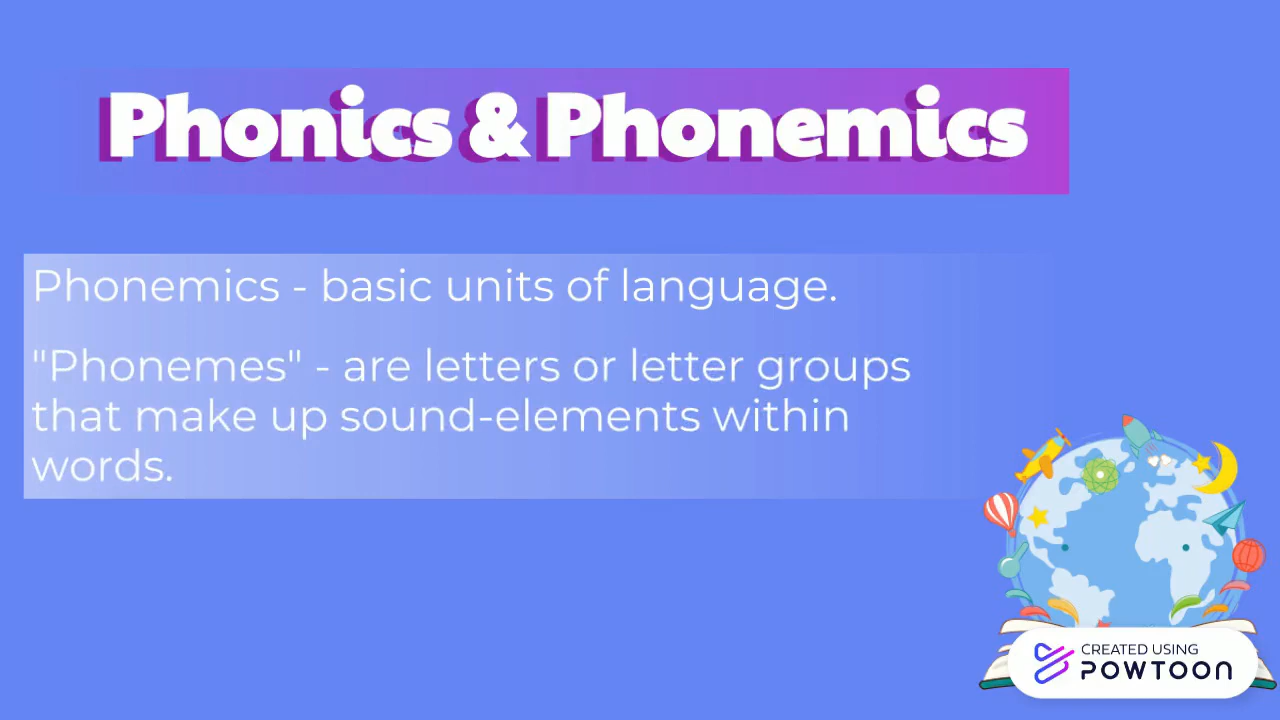 Phonics & Phonemics
Phonemics - basic units of language.
"Phonemes" - are letters or letter groups
that make up sound-elements within
words.
CREATED USING
POWTOON